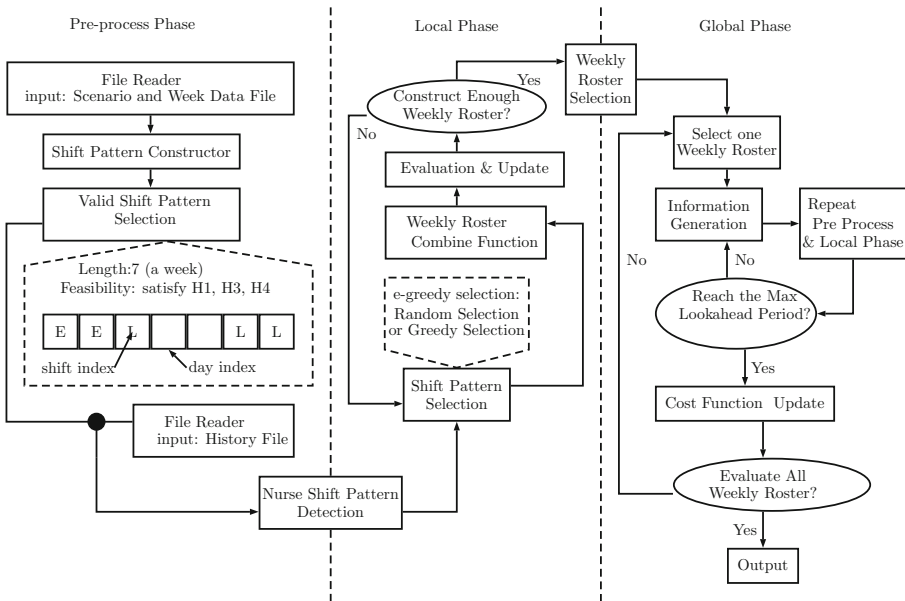 Pre-process Phase
File Reader
input: Scenario and Week Data File
Shift Pattern Constructor
Valid Shift Pattern
Selection
Length:7 (a week)
Feasibility: satisfy H1, H3, H4
E E L L L
shift index
day index
File Reader
input: History File
Nurse Shift Pattern
Detection
Local Phase
Construct Enough
Weekly Roster?
Yes
No
Evaluation & Update
Weekly Roster
Combine Function
e-greedy selection:
Random Selection
or Greedy Selection
Shift Pattern
Selection
Weekly
Roster
Selection
Global Phase
Select one
Weekly Roster
Information
Generation
Repeat
Pre Process
& Local Phase
No
No
Reach the Max
Lookahead Period?
Yes
Cost Function Update
Evaluate All
Weekly Roster?
Yes
Output